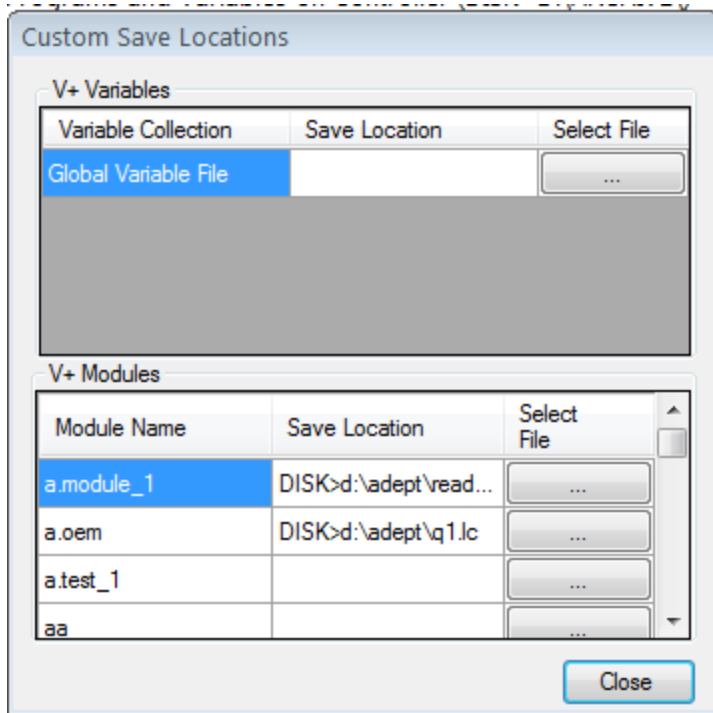 Custom Save Locations
V+ Variables
Variable Collection Save Location Select File
Global Variable File ...
V+ Modules
Module Name Save Location Select
File
a.module_1 DISK>d:\adept\read... ...
a.oem DISK>d:\adept\q1.lc ...
a.test_1 ...
aa ...
Close